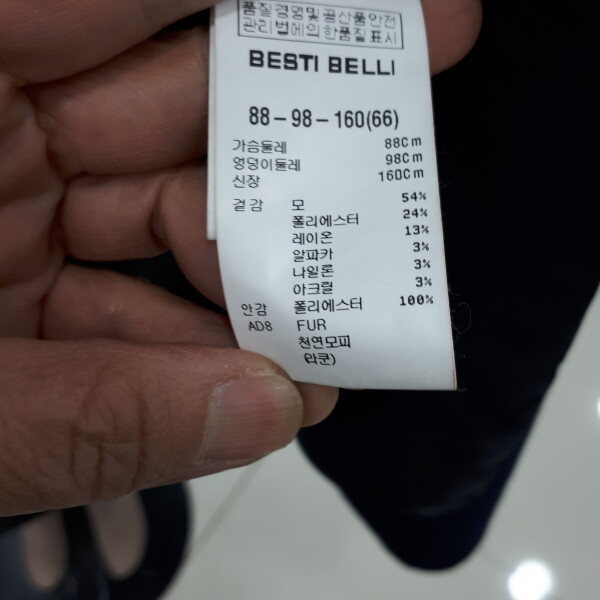 품질경영및공산품안전
관리법에의한품질표시
BESTI BELLI
88-98-160(66)
가슴둘레 88Cm
엉덩이둘레 98Cm
신장 160Cm
겉감 모 54%
폴리에스터 24%
레이온 13%
알파카 3%
나일론 3%
아크릴 3%
안감 폴리에스터 100%
AD8 FUR
천연모피
(라쿤)